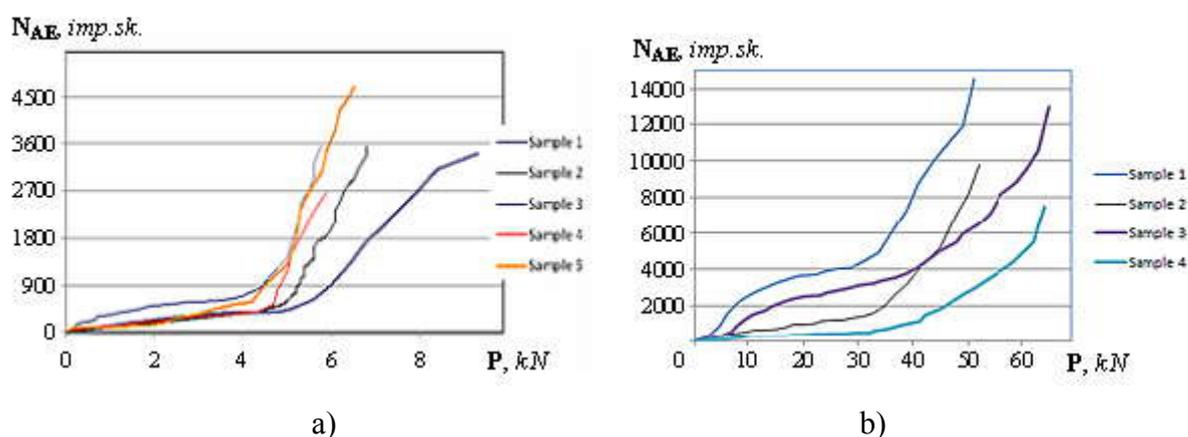 N_AE, imp.sk.
4500
3600
2700
1800
900
0
0 2 4 6 8 P, kN
Sample 1
Sample 2
Sample 3
Sample 4
Sample 5
a)
N_AE, imp.sk.
14000
12000
10000
8000
6000
4000
2000
0 10 20 30 40 50 60 P, kN
Sample 1
Sample 2
Sample 3
Sample 4
b)